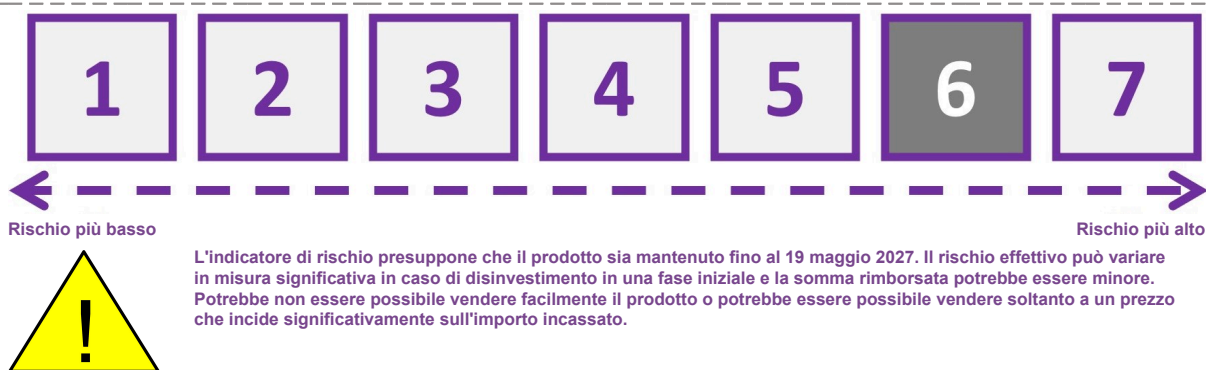 1 2 3 4 5 6 7
Rischio più basso Rischio più alto
L'indicatore di rischio presuppone che il prodotto sia mantenuto fino al 19 maggio 2027. Il rischio effettivo può variare
in misura significativa in caso di disinvestimento in una fase iniziale e la somma rimborsata potrebbe essere minore.
Potrebbe non essere possibile vendere facilmente il prodotto o potrebbe essere possibile vendere soltanto a un prezzo
che incide significativamente sull'importo incassato.
!